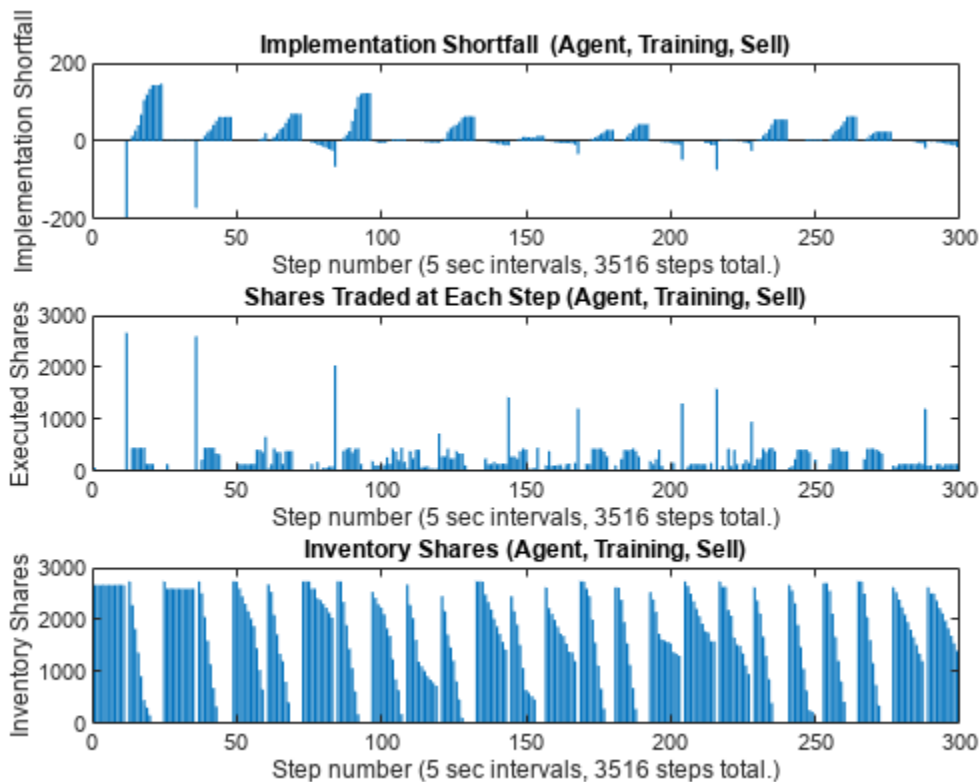 Implementation Shortfall  (Agent, Training, Sell)
Implementation Shortfall
200
0
-200
0 50 100 150 200 250 300
Step number (5 sec intervals, 3516 steps total.)
Shares Traded at Each Step (Agent, Training, Sell)
Executed Shares
3000
2000
1000
0
0 50 100 150 200 250 300
Step number (5 sec intervals, 3516 steps total.)
Inventory Shares (Agent, Training, Sell)
Inventory Shares
3000
2000
1000
0
0 50 100 150 200 250 300
Step number (5 sec intervals, 3516 steps total.)